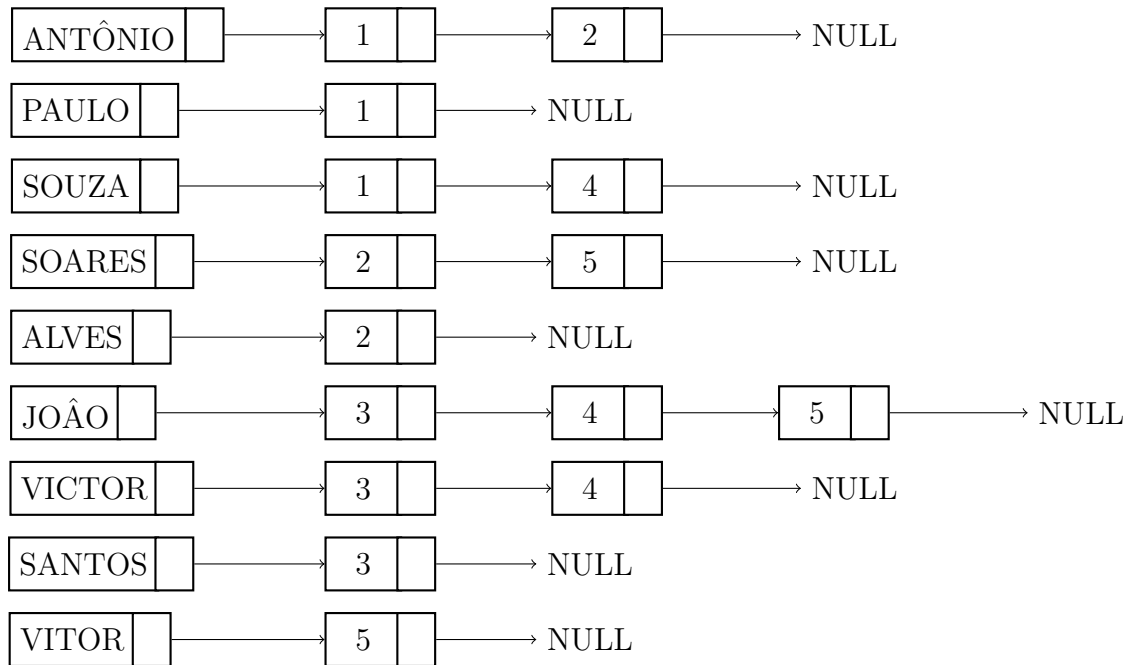 ANTÔNIO 1 2 NULL
PAULO 1 NULL
SOUZA 1 4 NULL
SOARES 2 5 NULL
ALVES 2 NULL
JOÂO 3 4 5 NULL
VICTOR 3 4 NULL
SANTOS 3 NULL
VITOR 5 NULL